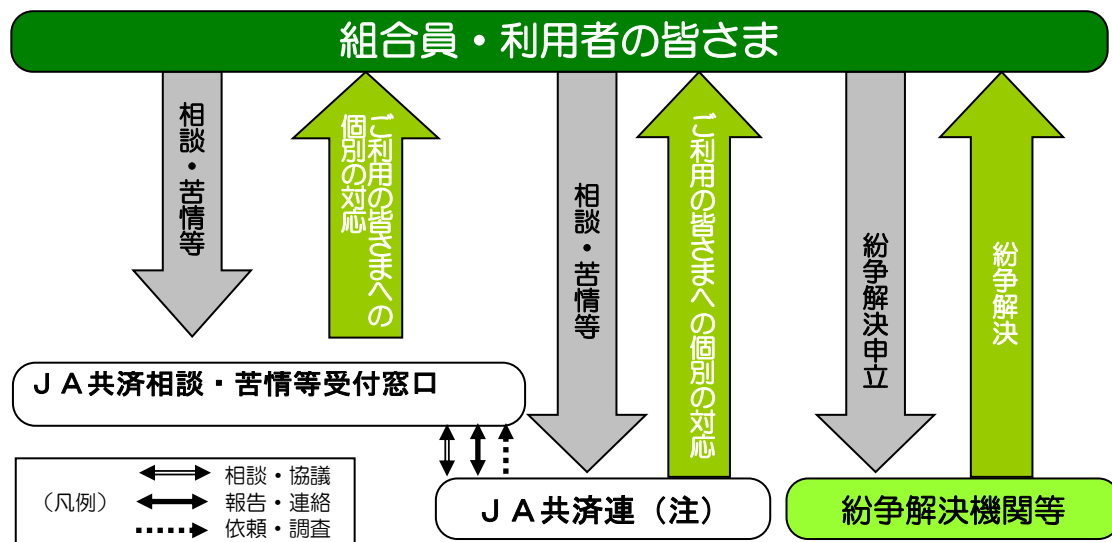 組合員・利用者の皆さま
相談・苦情等
ご利用の皆さまへの
個別の対応
相談・苦情等
ご利用の皆さまへの個別の対応
紛争解決申立
紛争解決
ＪＡ共済相談・苦情等受付窓口
（凡例）
相談・協議
報告・連絡
依頼・調査
ＪＡ共済連（注）
紛争解決機関等